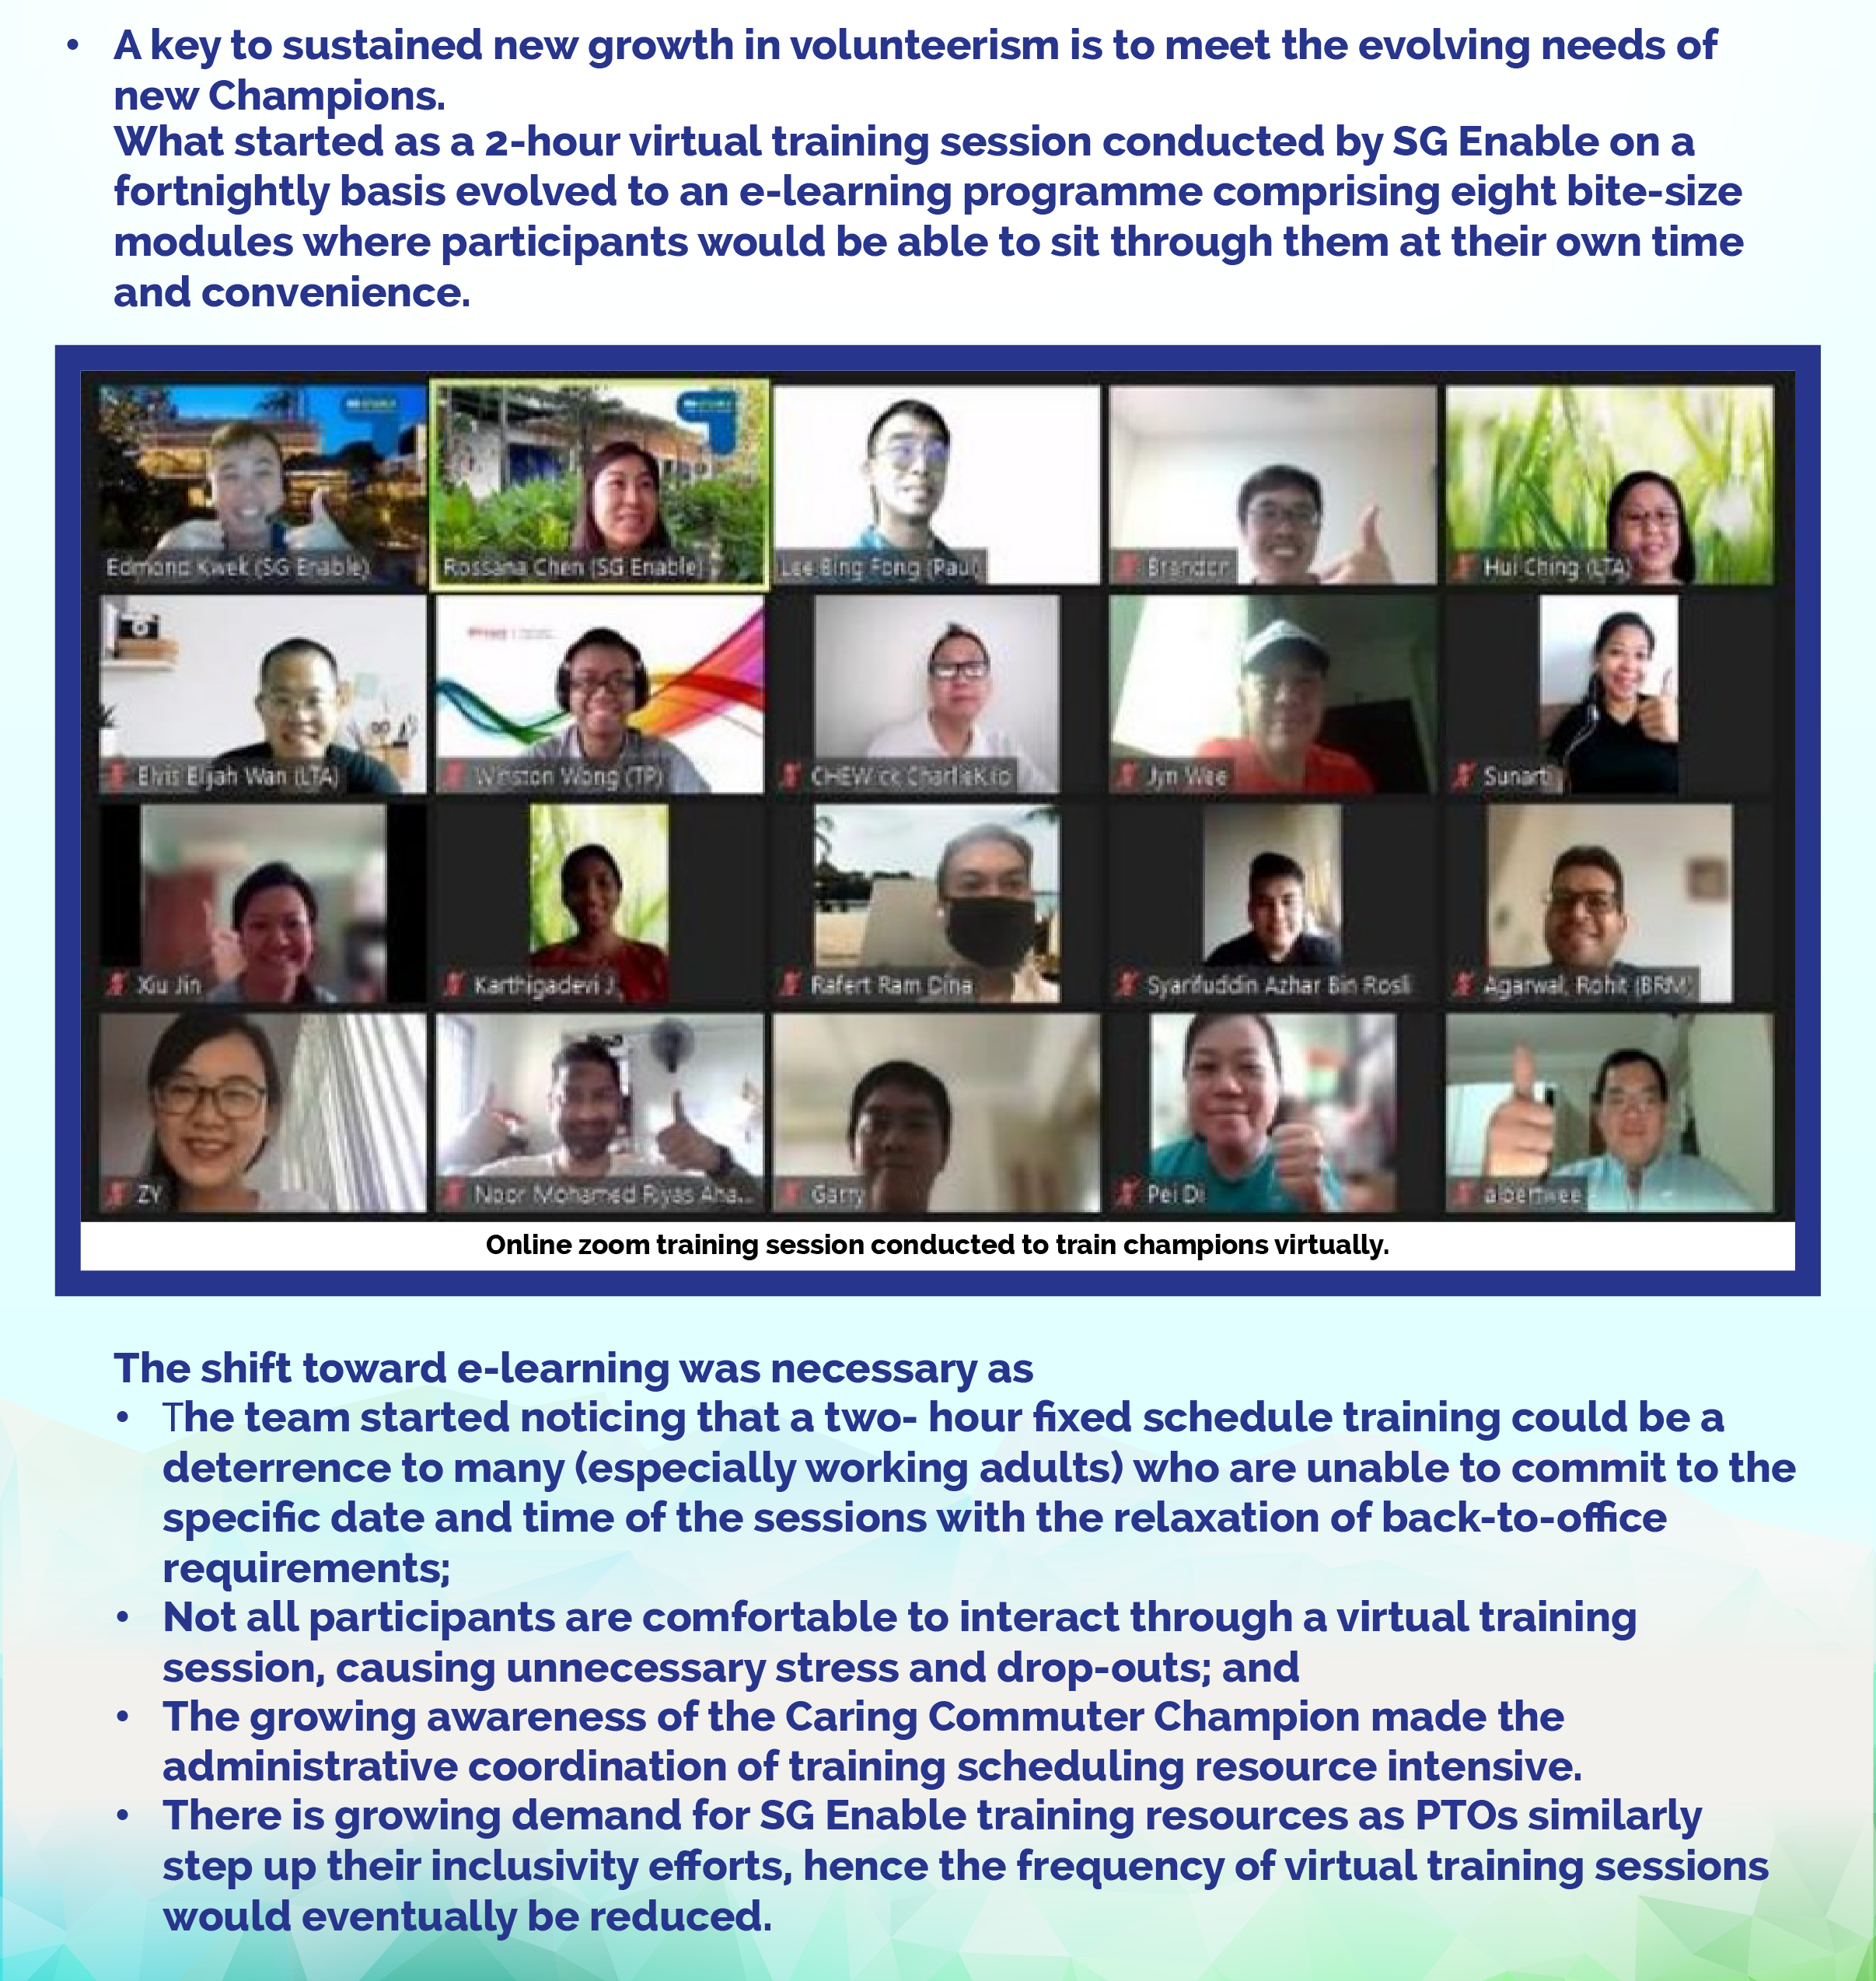 • A key to sustained new growth in volunteerism is to meet the evolving needs of
new Champions.
What started as a 2-hour virtual training session conducted by SG Enable on a
fortnightly basis evolved to an e-learning programme comprising eight bite-size
modules where participants would be able to sit through them at their own time
and convenience.
Edmond Kwek (SG Enable)
Rossana Chen (SG Enable)
Lee Bing Fong (Paul)
Brandon
Hui Ching (LTA)
Elvis Elijah Wan (LTA)
Winston Wong (TP)
CHEW
Jyn Wee
Sunarti
Xiu Jin
Karthigadevi J
Rafert Ram Dina
Syarifuddin Azhar Bin Rosli
Agarwal, Rohit (BRM)
ZY
Noor Mohamed Riyas Aha...
Garry
Pei Di
albertwee
Online zoom training session conducted to train champions virtually.
The shift toward e-learning was necessary as
• The team started noticing that a two- hour fixed schedule training could be a
deterrence to many (especially working adults) who are unable to commit to the
specific date and time of the sessions with the relaxation of back-to-office
requirements;
• Not all participants are comfortable to interact through a virtual training
session, causing unnecessary stress and drop-outs; and
• The growing awareness of the Caring Commuter Champion made the
administrative coordination of training scheduling resource intensive.
• There is growing demand for SG Enable training resources as PTOs similarly
step up their inclusivity efforts, hence the frequency of virtual training sessions
would eventually be reduced.